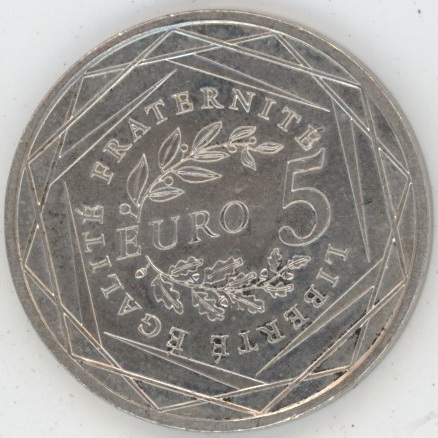 LIBERTÉ ÉGALITÉ FRATERNITÉ
EURO 5